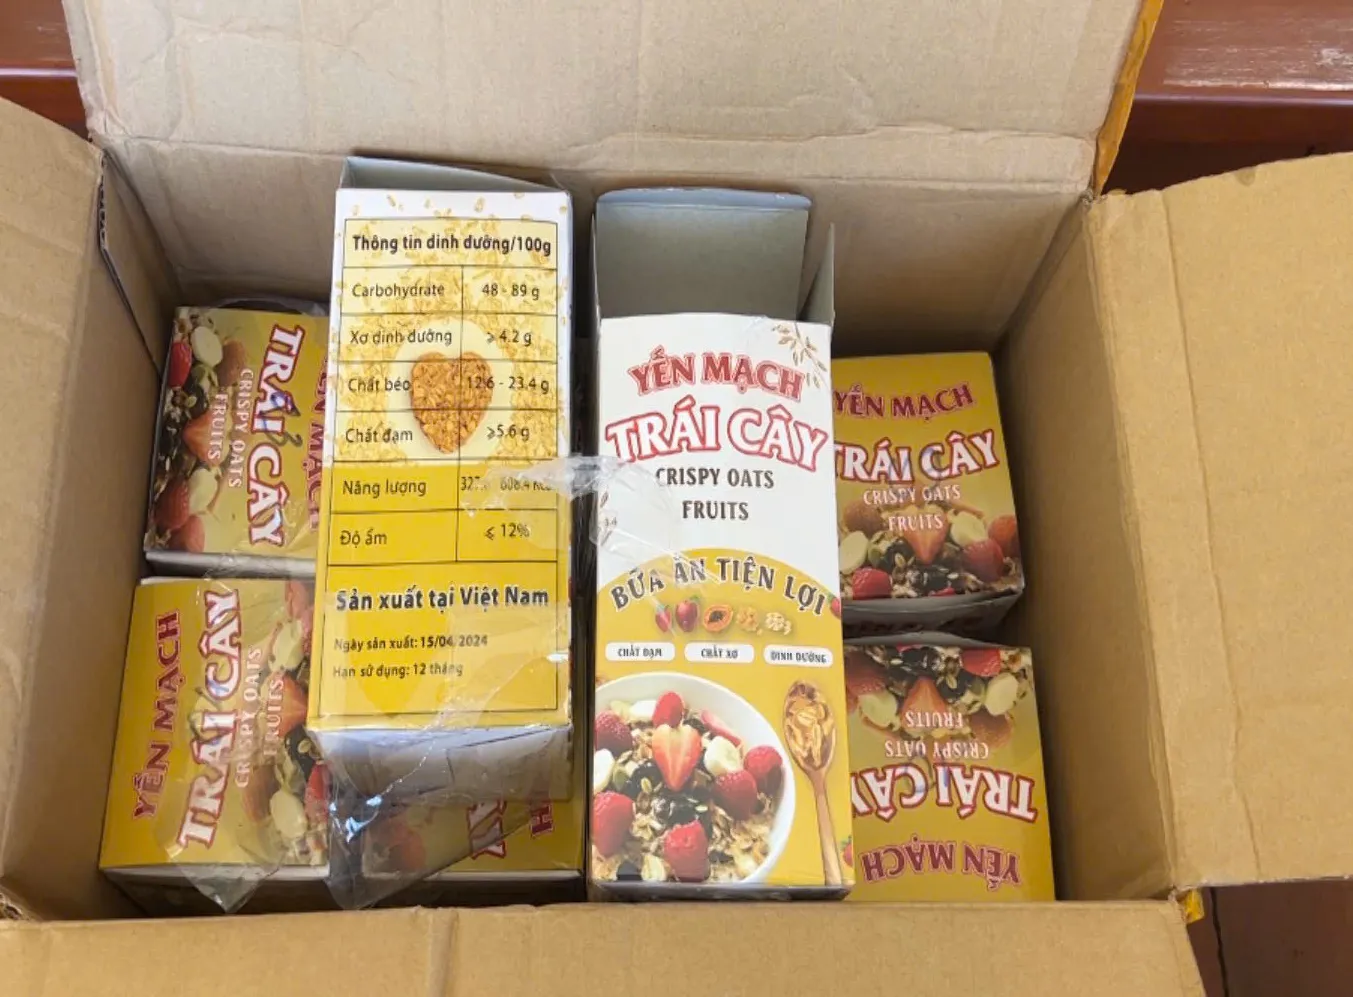 Thông tin dinh dưỡng/100g
Carbohydrate 48 - 89 g
Xơ dinh dưỡng ⩾ 4.2 g
Chất béo 12.6 - 23.4 g
Chất đạm ⩾5.6 g
Năng lượng
Độ ẩm ⩽ 12%
Sản xuất tại Việt Nam
Ngày sản xuất: 15/04/2024
Hạn sử dụng: 12 tháng
YẾN MẠCH
TRÁI CÂY
CRISPY OATS
FRUITS
BỮA ĂN TIỆN LỢI
CHẤT ĐẠM
CHẤT XƠ
DINH DƯỠNG
TRÁI CÂY
CRISPY OATS
FRUITS
YẾN MẠCH
TRÁI CÂY
CRISPY OATS
FRUITS
YẾN MẠCH
TRÁI CÂY
CRISPY OATS
FRUITS
YẾN MẠCH
TRÁI CÂY
CRISPY OATS
FRUITS